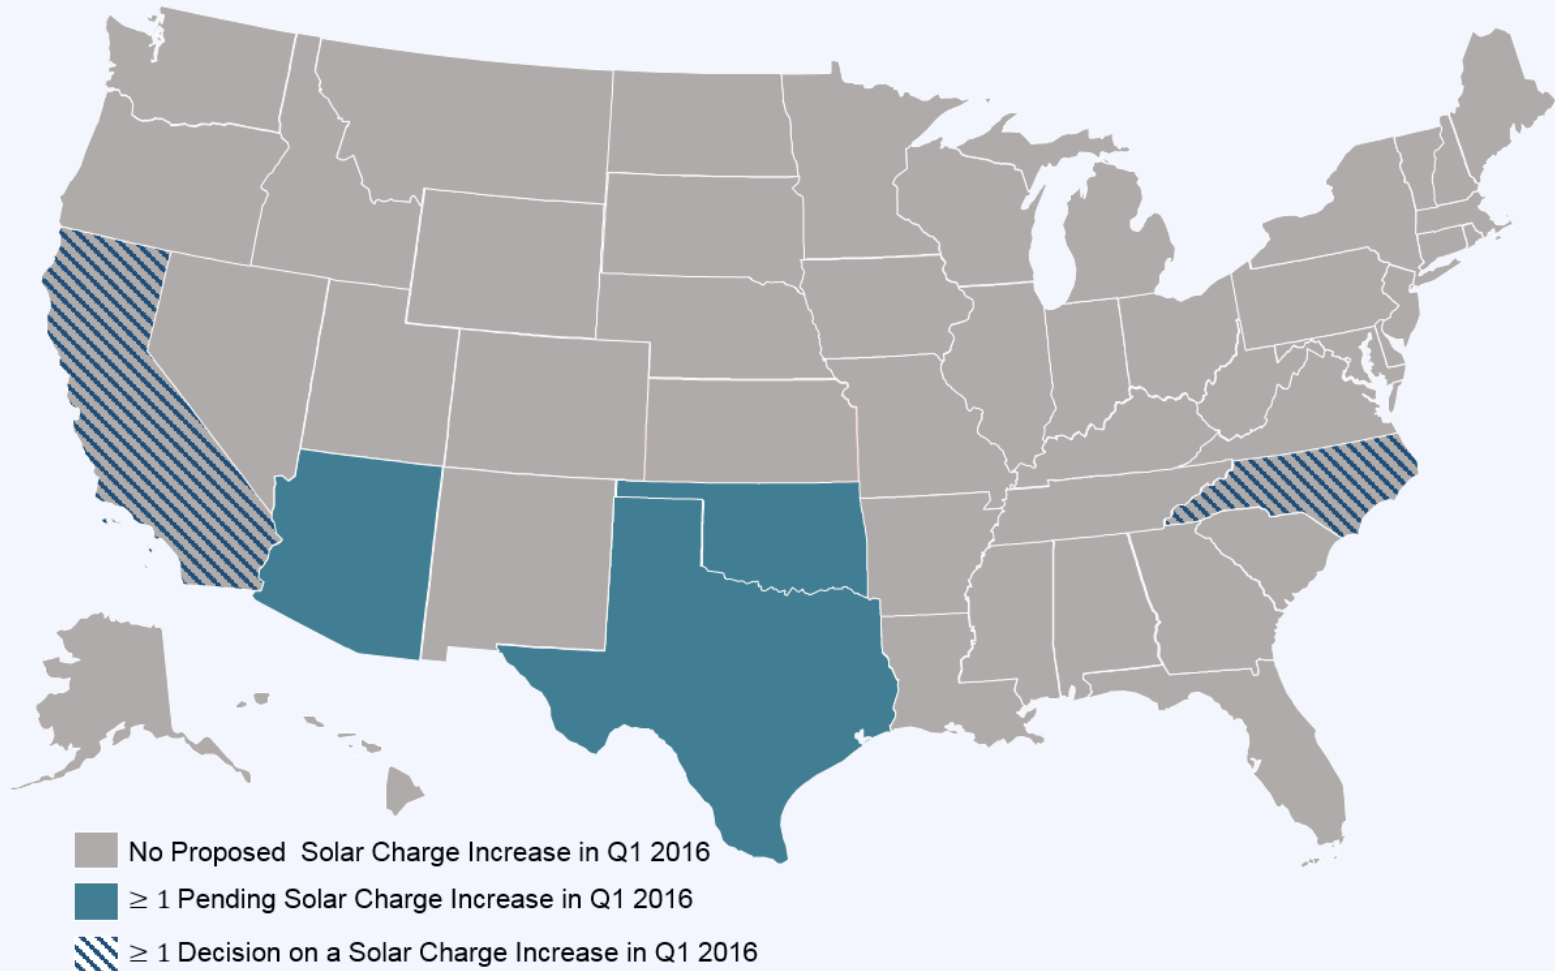 No Proposed  Solar Charge Increase in Q1 2016
≥ 1 Pending Solar Charge Increase in Q1 2016
≥ 1 Decision on a Solar Charge Increase in Q1 2016